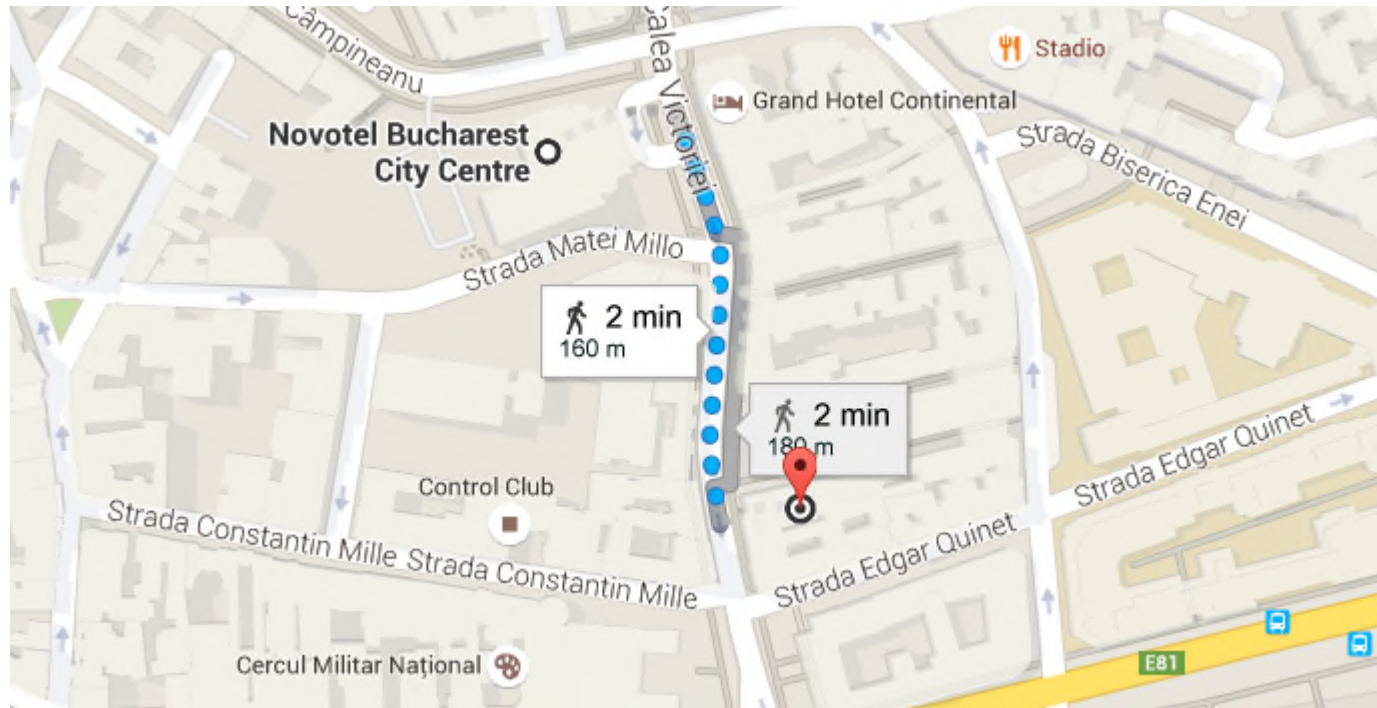 Câmpineanu
Calea Victoriei
Stadio
Grand Hotel Continental
Novotel Bucharest
City Centre
Strada Biserica Enei
Strada Matei Millo
2 min
160 m
2 min
180 m
Strada Edgar Quinet
Control Club
Strada Constantin Mille
Strada Constantin Mille
Strada Edgar Quinet
Cercul Militar Național
E81